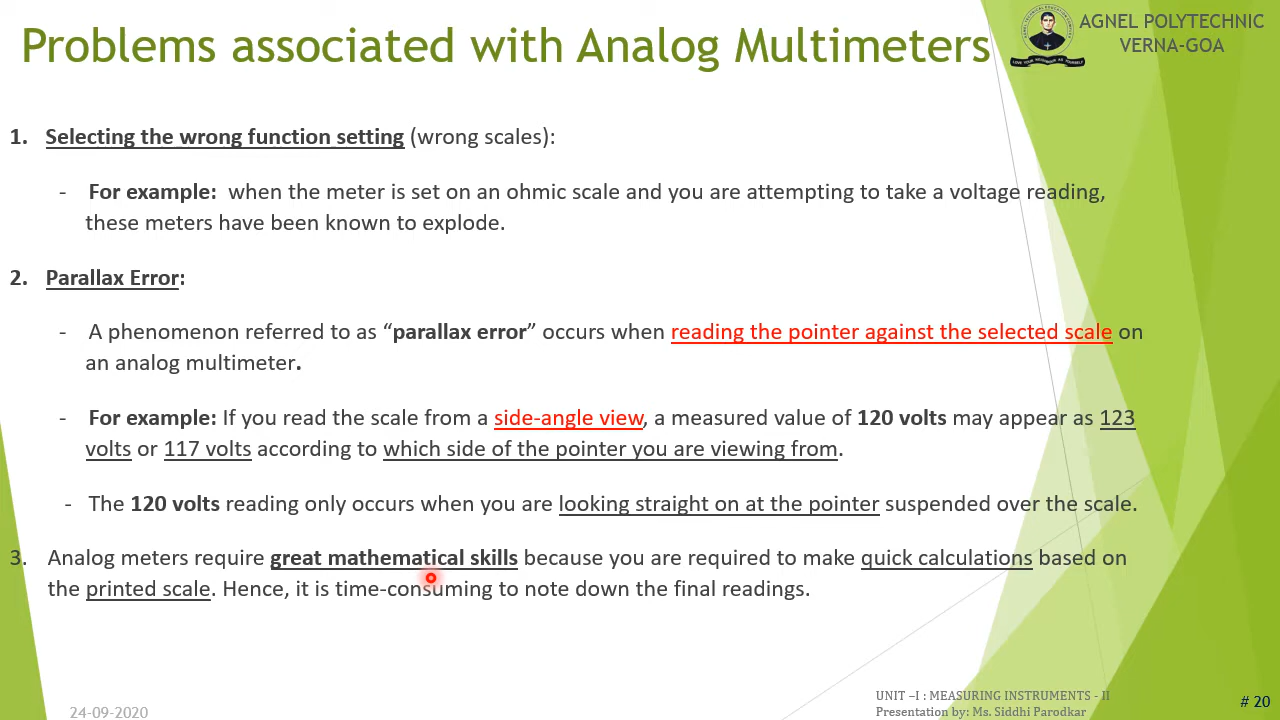 Problems associated with Analog Multimeters
AGNEL POLYTECHNIC
VERNA-GOA
1. Selecting the wrong function setting (wrong scales):
- For example: when the meter is set on an ohmic scale and you are attempting to take a voltage reading,
these meters have been known to explode.
2. Parallax Error:
- A phenomenon referred to as “parallax error” occurs when reading the pointer against the selected scale on
an analog multimeter.
- For example: If you read the scale from a side-angle view, a measured value of 120 volts may appear as 123
volts or 117 volts according to which side of the pointer you are viewing from.
- The 120 volts reading only occurs when you are looking straight on at the pointer suspended over the scale.
3. Analog meters require great mathematical skills because you are required to make quick calculations based on
the printed scale. Hence, it is time-consuming to note down the final readings.
24-09-2020
UNIT –I : MEASURING INSTRUMENTS - II
Presentation by: Ms. Siddhi Parodkar
# 20